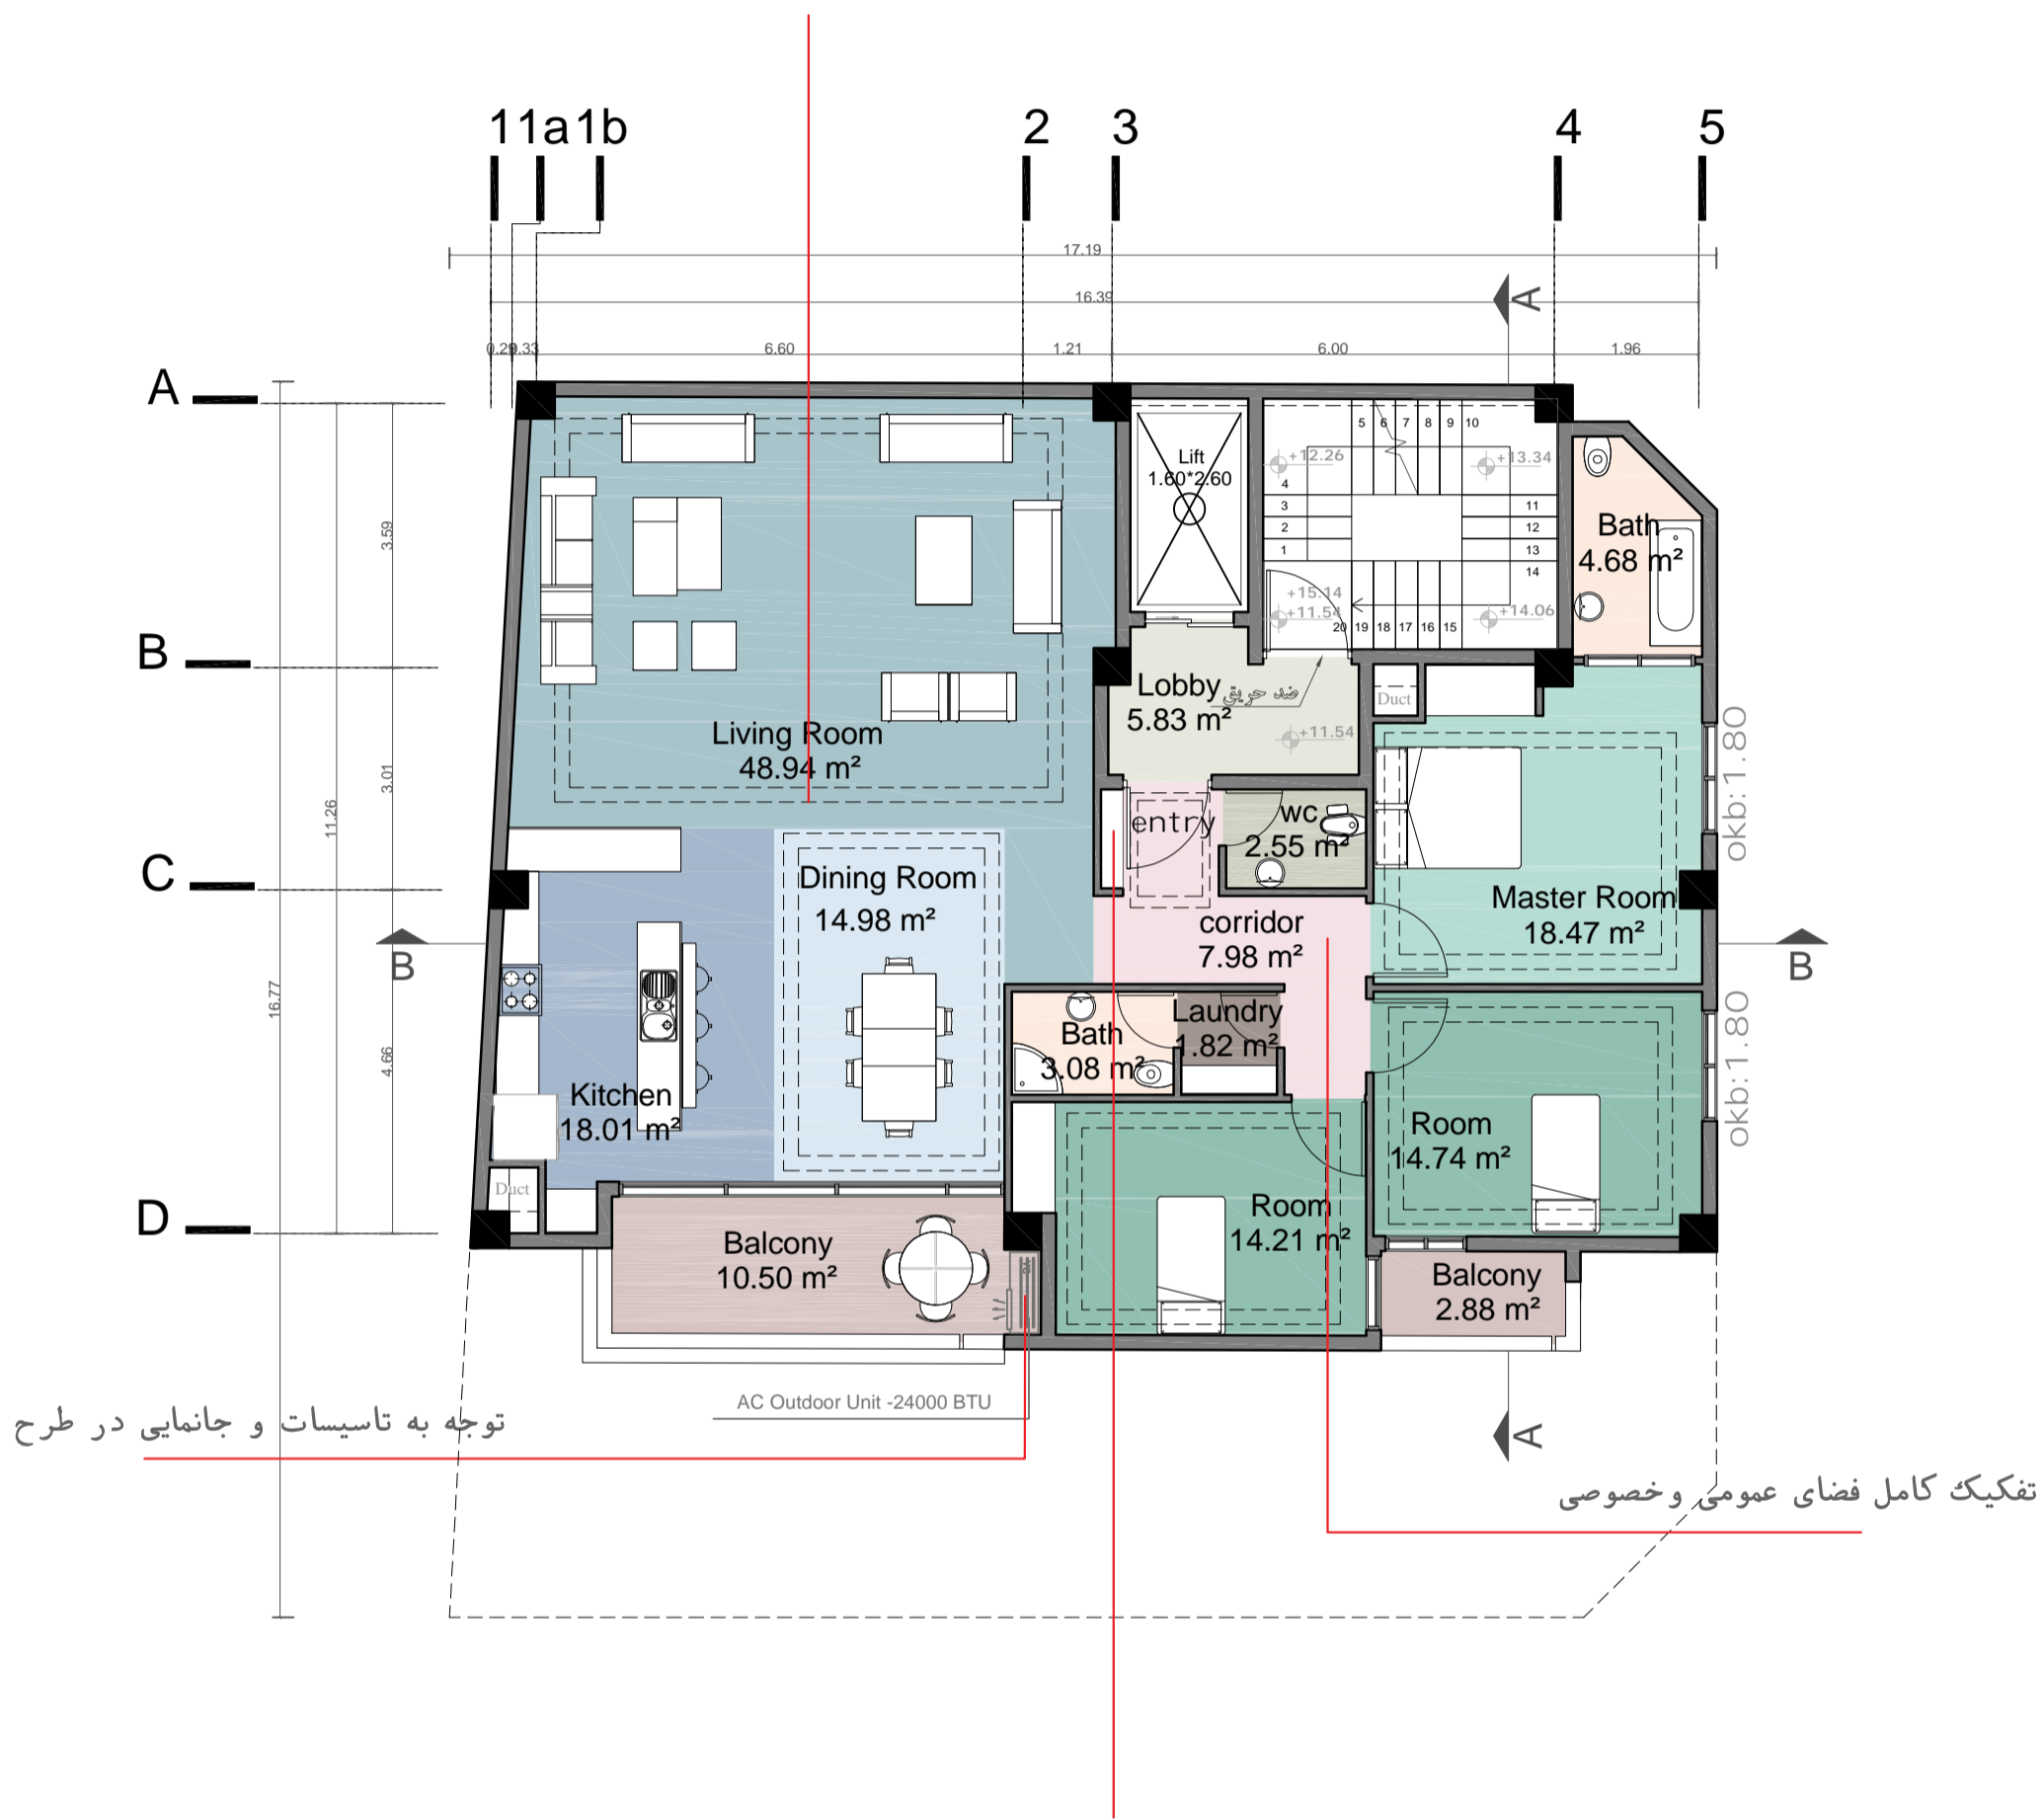 1 1a 1b 2 3 4 5
17.19
16.39
A
0.29 0.33 6.60 1.21 6.00 1.96
A
B
C
D
3.59
3.01
4.66
11.26
16.77
Lift
1.60*2.60
5 6 7 8 9 10
+12.26
+13.34
4
3
2
1
11
12
13
14
+15.14
+11.54
+14.06
20 19 18 17 16 15
Bath
4.68 m²
Lobby
5.83 m²
ضد حریق
+11.54
Duct
Living Room
48.94 m²
okb:1.80
entry
wc
2.55 m²
Dining Room
14.98 m²
Master Room
18.47 m²
corridor
7.98 m²
B
B
Bath
3.08 m²
Laundry
1.82 m²
okb:1.80
Kitchen
18.01 m²
Room
14.74 m²
Duct
Room
14.21 m²
Balcony
10.50 m²
Balcony
2.88 m²
AC Outdoor Unit -24000 BTU
توجه به تاسیسات و جانمایی در طرح
A
تفکیک کامل فضای عمومی وخصوصی